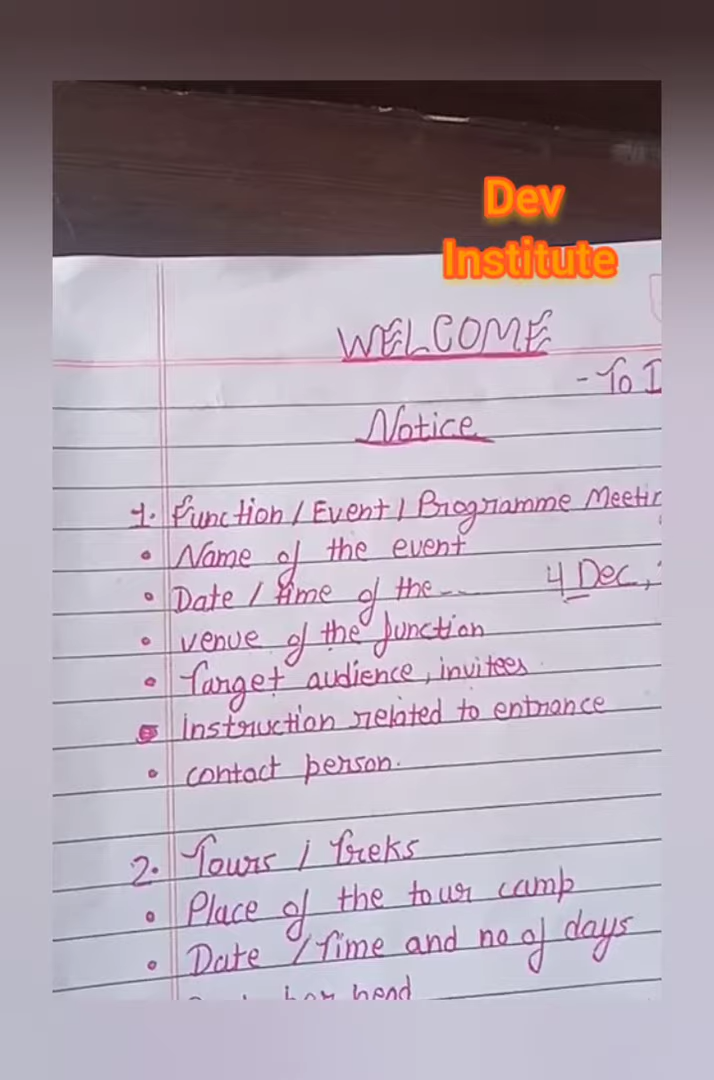 Dev
Institute
WELCOME
- To
Notice
1. Function / Event / Programme
• Name of the event
• Date / time of the -- 4 Dec,
• venue of the function
• Target audience, invitees
• instruction related to entrance
• contact person.
2. Tours / Treks
• Place of the tour camp
• Date / Time and no of days
head